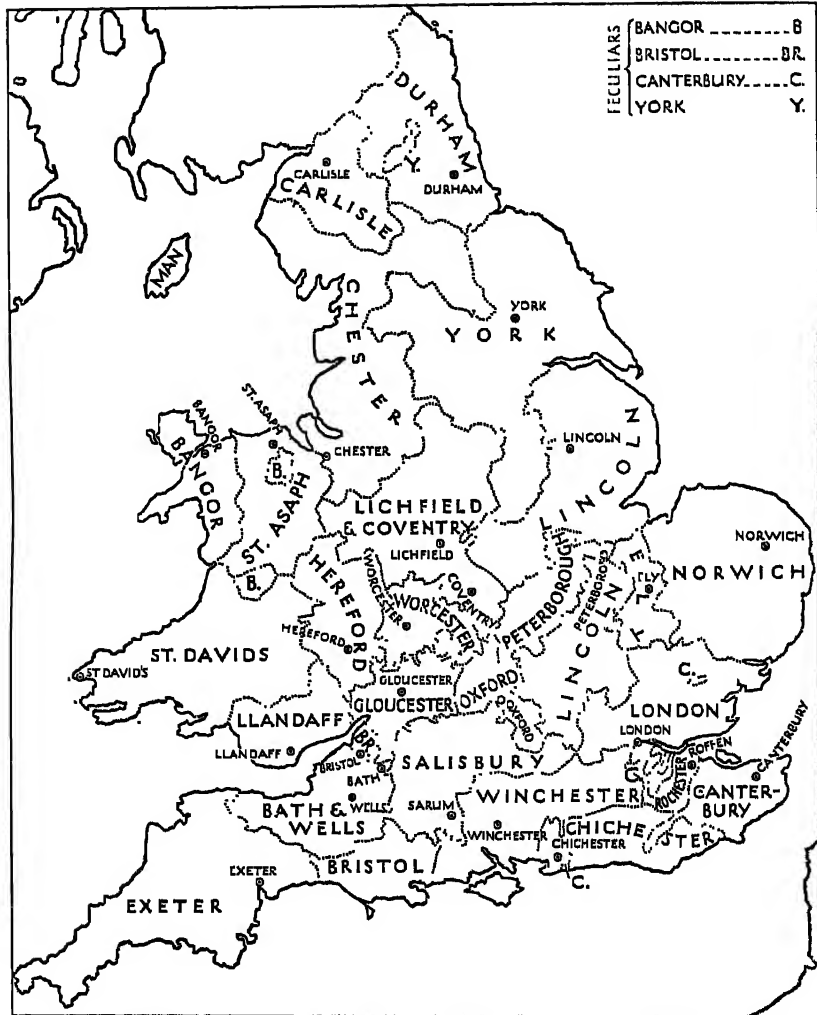 PECULIARS
BANGOR B
BRISTOL BR.
CANTERBURY C.
YORK Y.
DURHAM
Y.
CARLISLE
DURHAM
CARLISLE
MAN
CHESTER
YORK
YORK
LINCOLN
LINCOLN
BANGOR
ST. ASAPH
BANGOR
B.
CHESTER
ST. ASAPH
LICHFIELD
& COVENTRY
LICHFIELD
NORWICH
NORWICH
ELY
ELY
PETERBOROUGH
PETERBOROUGH
LINCOLN
B.
HEREFORD
WORCESTER
WORCESTER
COVENTRY
HEREFORD
ST. DAVIDS
ST DAVID'S
GLOUCESTER
GLOUCESTER
OXFORD
OXFORD
C.
LLANDAFF
LLANDAFF
LONDON
LONDON
BR.
BRISTOL
BATH
SALISBURY
C.
ROFFEN
ROCHESTER
CANTERBURY
CANTER-
BURY
BATH &
WELLS
WELLS
SARUM
WINCHESTER
WINCHESTER
CHICHESTER
CHICHESTER
C.
BRISTOL
EXETER
EXETER